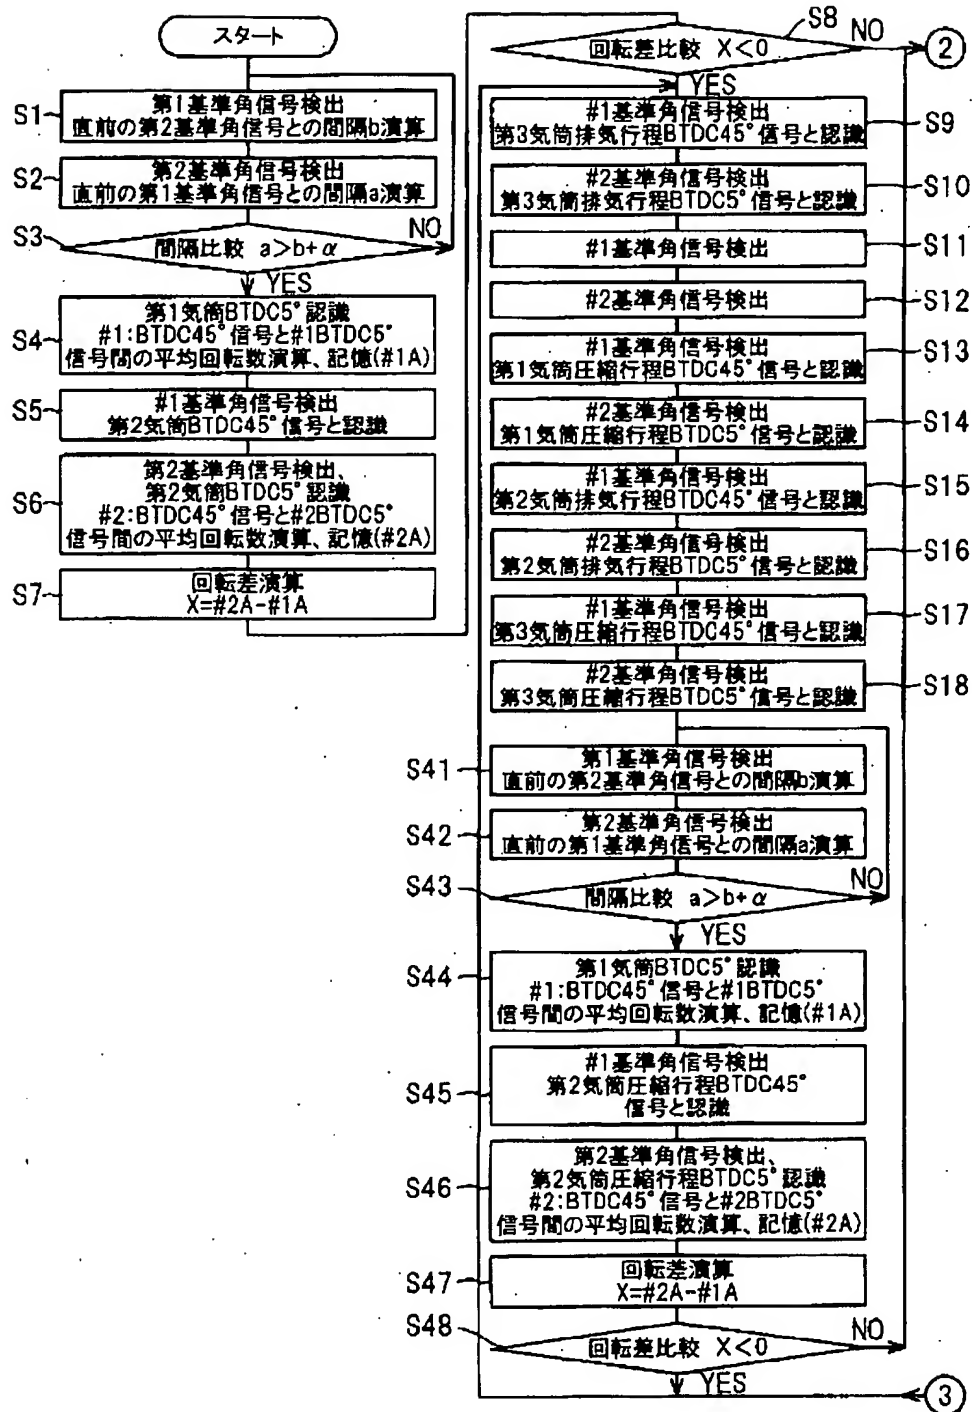 スタート
S1
第1基準角信号検出
直前の第2基準角信号との間隔b演算
S2
第2基準角信号検出
直前の第1基準角信号との間隔a演算
S3
間隔比較 a>b+α
NO
YES
S4
第1気筒BTDC5°認識
#1:BTDC45°信号と#1BTDC5°
信号間の平均回転数演算、記憶(#1A)
S5
#1基準角信号検出
第2気筒BTDC45°信号と認識
S6
第2基準角信号検出、
第2気筒BTDC5°認識
#2:BTDC45°信号と#2BTDC5°
信号間の平均回転数演算、記憶(#2A)
S7
回転差演算
X=#2A-#1A
S8
回転差比較 X<0
NO
②
YES
#1基準角信号検出
第3気筒排気行程BTDC45°信号と認識
S9
#2基準角信号検出
第3気筒排気行程BTDC5°信号と認識
S10
#1基準角信号検出
S11
#2基準角信号検出
S12
#1基準角信号検出
第1気筒圧縮行程BTDC45°信号と認識
S13
#2基準角信号検出
第1気筒圧縮行程BTDC5°信号と認識
S14
#1基準角信号検出
第2気筒排気行程BTDC45°信号と認識
S15
#2基準角信号検出
第2気筒排気行程BTDC5°信号と認識
S16
#1基準角信号検出
第3気筒圧縮行程BTDC45°信号と認識
S17
#2基準角信号検出
第3気筒圧縮行程BTDC5°信号と認識
S18
S41
第1基準角信号検出
直前の第2基準角信号との間隔b演算
S42
第2基準角信号検出
直前の第1基準角信号との間隔a演算
S43
間隔比較 a>b+α
NO
YES
S44
第1気筒BTDC5°認識
#1:BTDC45°信号と#1BTDC5°
信号間の平均回転数演算、記憶(#1A)
S45
#1基準角信号検出
第2気筒圧縮行程BTDC45°
信号と認識
S46
第2基準角信号検出、
第2気筒圧縮行程BTDC5°認識
#2:BTDC45°信号と#2BTDC5°
信号間の平均回転数演算、記憶(#2A)
S47
回転差演算
X=#2A-#1A
S48
回転差比較 X<0
NO
YES
③